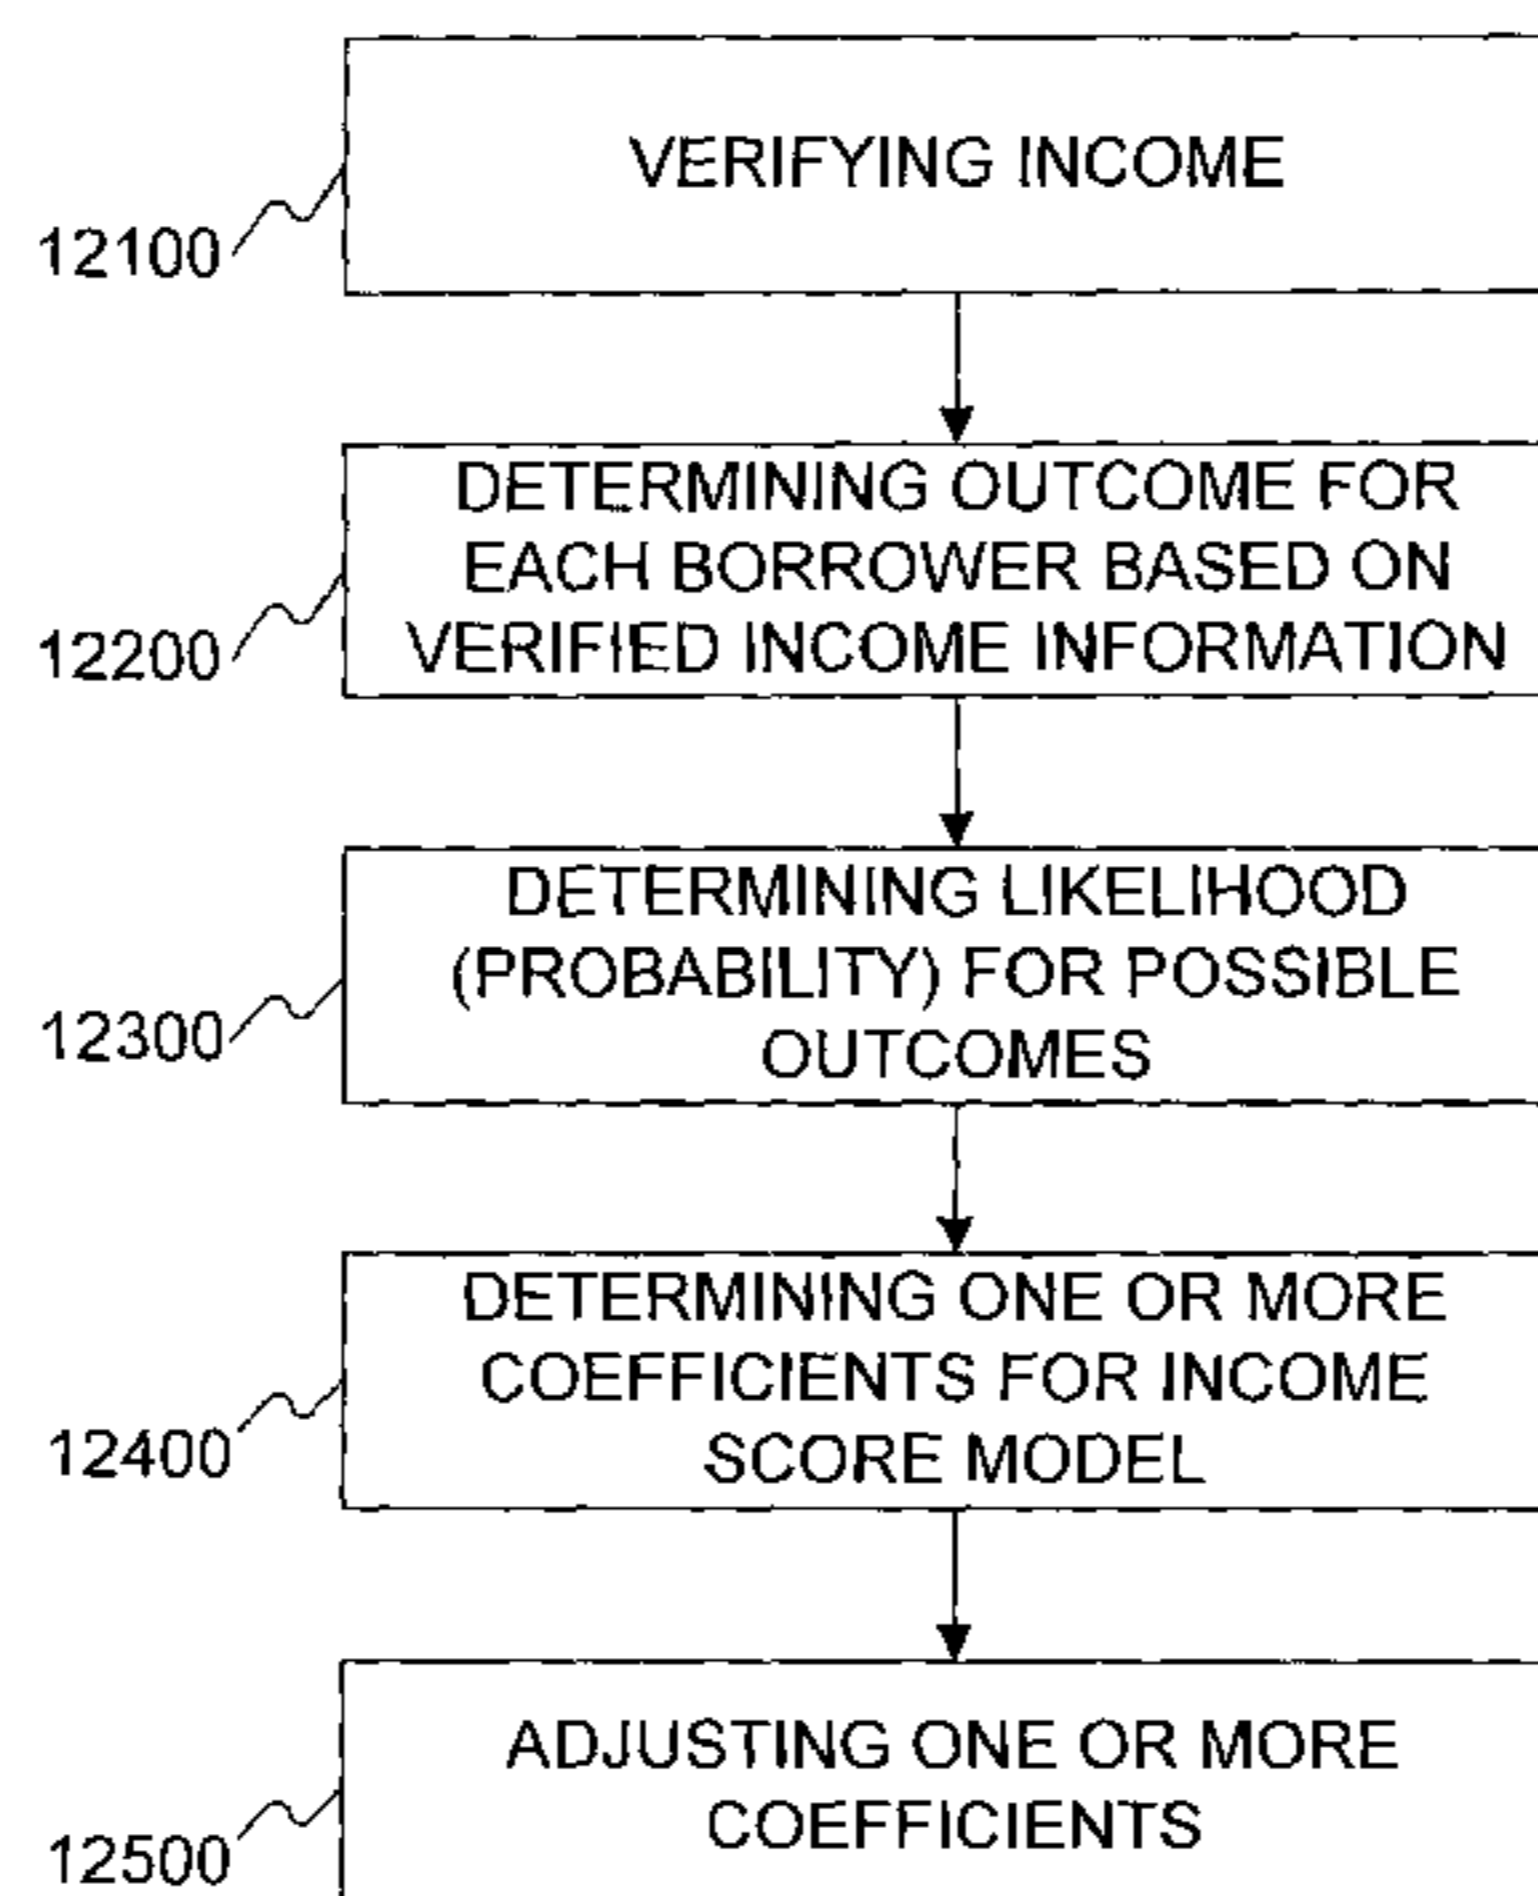 VERIFYING INCOME
12100
DETERMINING OUTCOME FOR
EACH BORROWER BASED ON
VERIFIED INCOME INFORMATION
12200
DETERMINING LIKELIHOOD
(PROBABILITY) FOR POSSIBLE
OUTCOMES
12300
DETERMINING ONE OR MORE
COEFFICIENTS FOR INCOME
SCORE MODEL
12400
ADJUSTING ONE OR MORE
COEFFICIENTS
12500